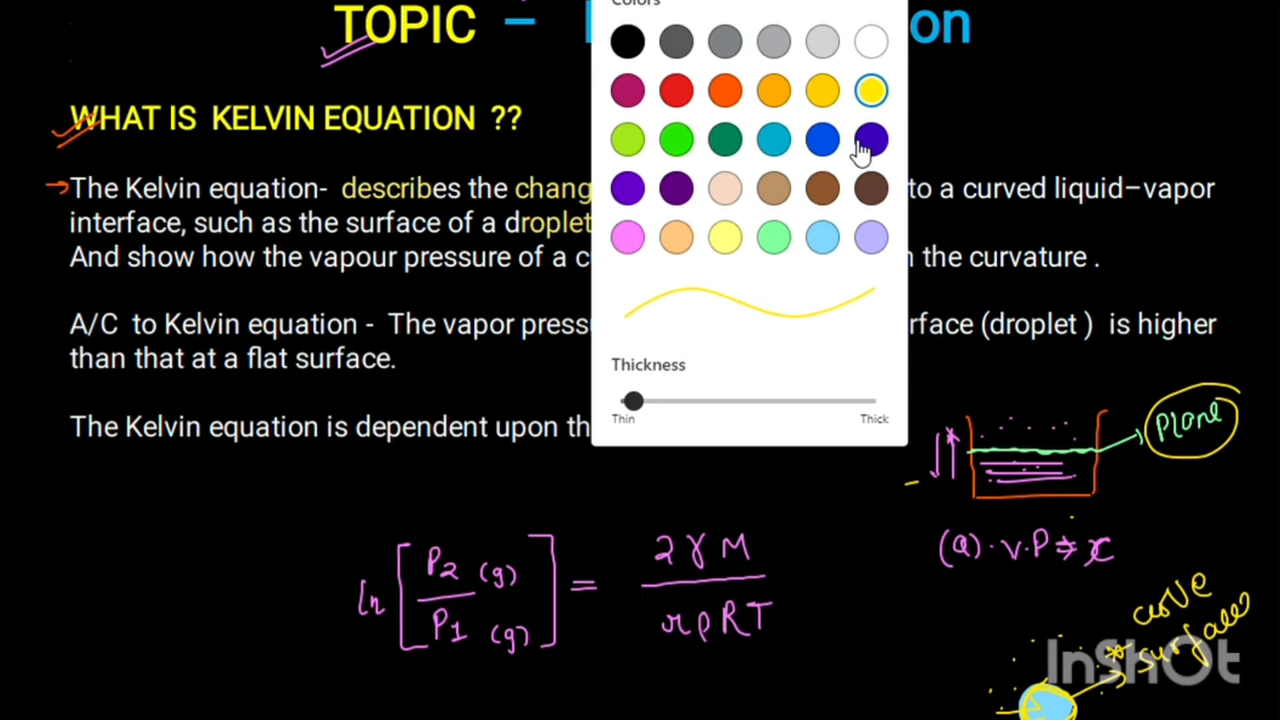 Colors
TOPIC – on
WHAT IS KELVIN EQUATION ??
The Kelvin equation- describes the chang to a curved liquid–vapor
interface, such as the surface of a droplet
And show how the vapour pressure of a c the curvature .
A/C to Kelvin equation - The vapor press rface (droplet ) is higher
than that at a flat surface.
The Kelvin equation is dependent upon th
Thickness
Thin Thick
Plane
(a) . V.P ⇒ x
ln [ P2 (g) / P1 (g) ] = 2 γ M / r ρ R T
curve
surface
InShOt